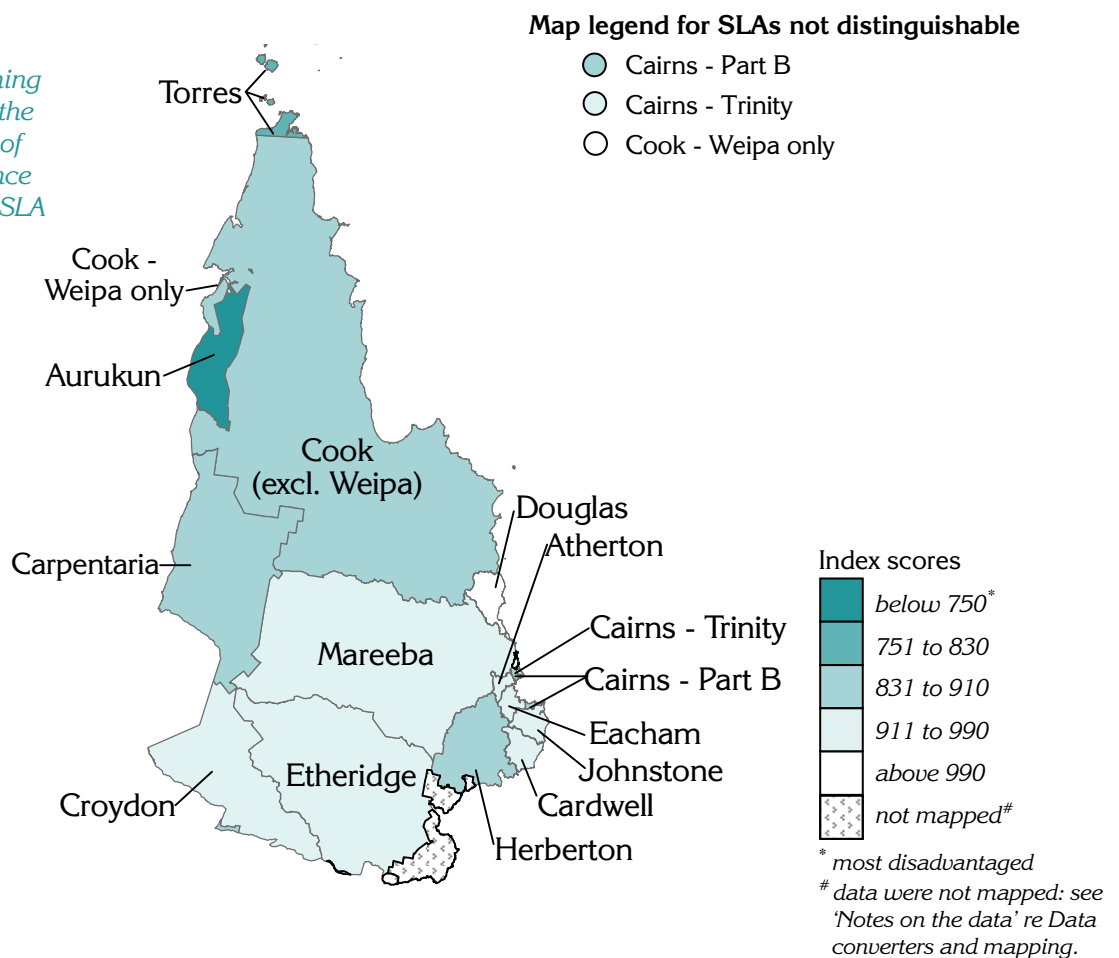 Map legend for SLAs not distinguishable
Cairns - Part B
Cairns - Trinity
Cook - Weipa only
the
of
SLA
Torres
Cook -
Weipa only
Aurukun
Cook
(excl. Weipa)
Douglas
Atherton
Carpentaria
Mareeba
Cairns - Trinity
Cairns - Part B
Eacham
Johnstone
Etheridge
Croydon
Cardwell
Herberton
Index scores
below 750*
751 to 830
831 to 910
911 to 990
above 990
not mapped#
* most disadvantaged
# data were not mapped: see
‘Notes on the data’ re Data
converters and mapping.